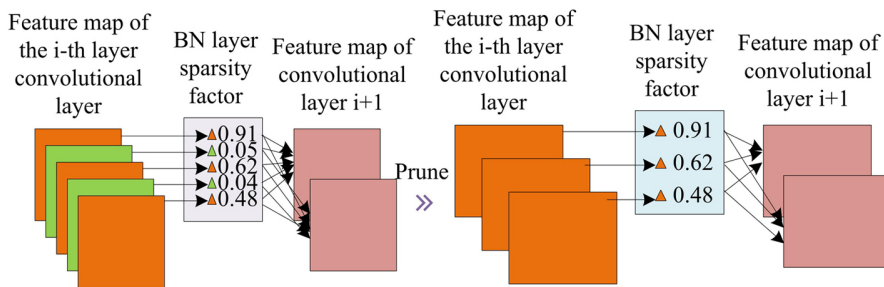 Feature map of
the i-th layer
convolutional
layer
BN layer
sparsity
factor
Feature map of
convolutional
layer i+1
0.91
0.05
0.62
0.04
0.48
Prune
Feature map of
the i-th layer
convolutional
layer
BN layer
sparsity
factor
Feature map of
convolutional
layer i+1
0.91
0.62
0.48